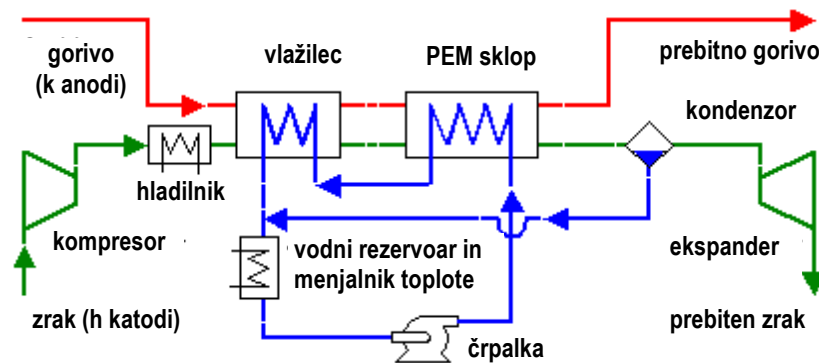 gorivo
(k anodi)
vlažilec
PEM sklop
prebitno gorivo
kondenzor
hladilnik
kompresor
vodni rezervoar in
menjalnik toplote
ekspander
zrak (h katodi)
črpalka
prebiten zrak